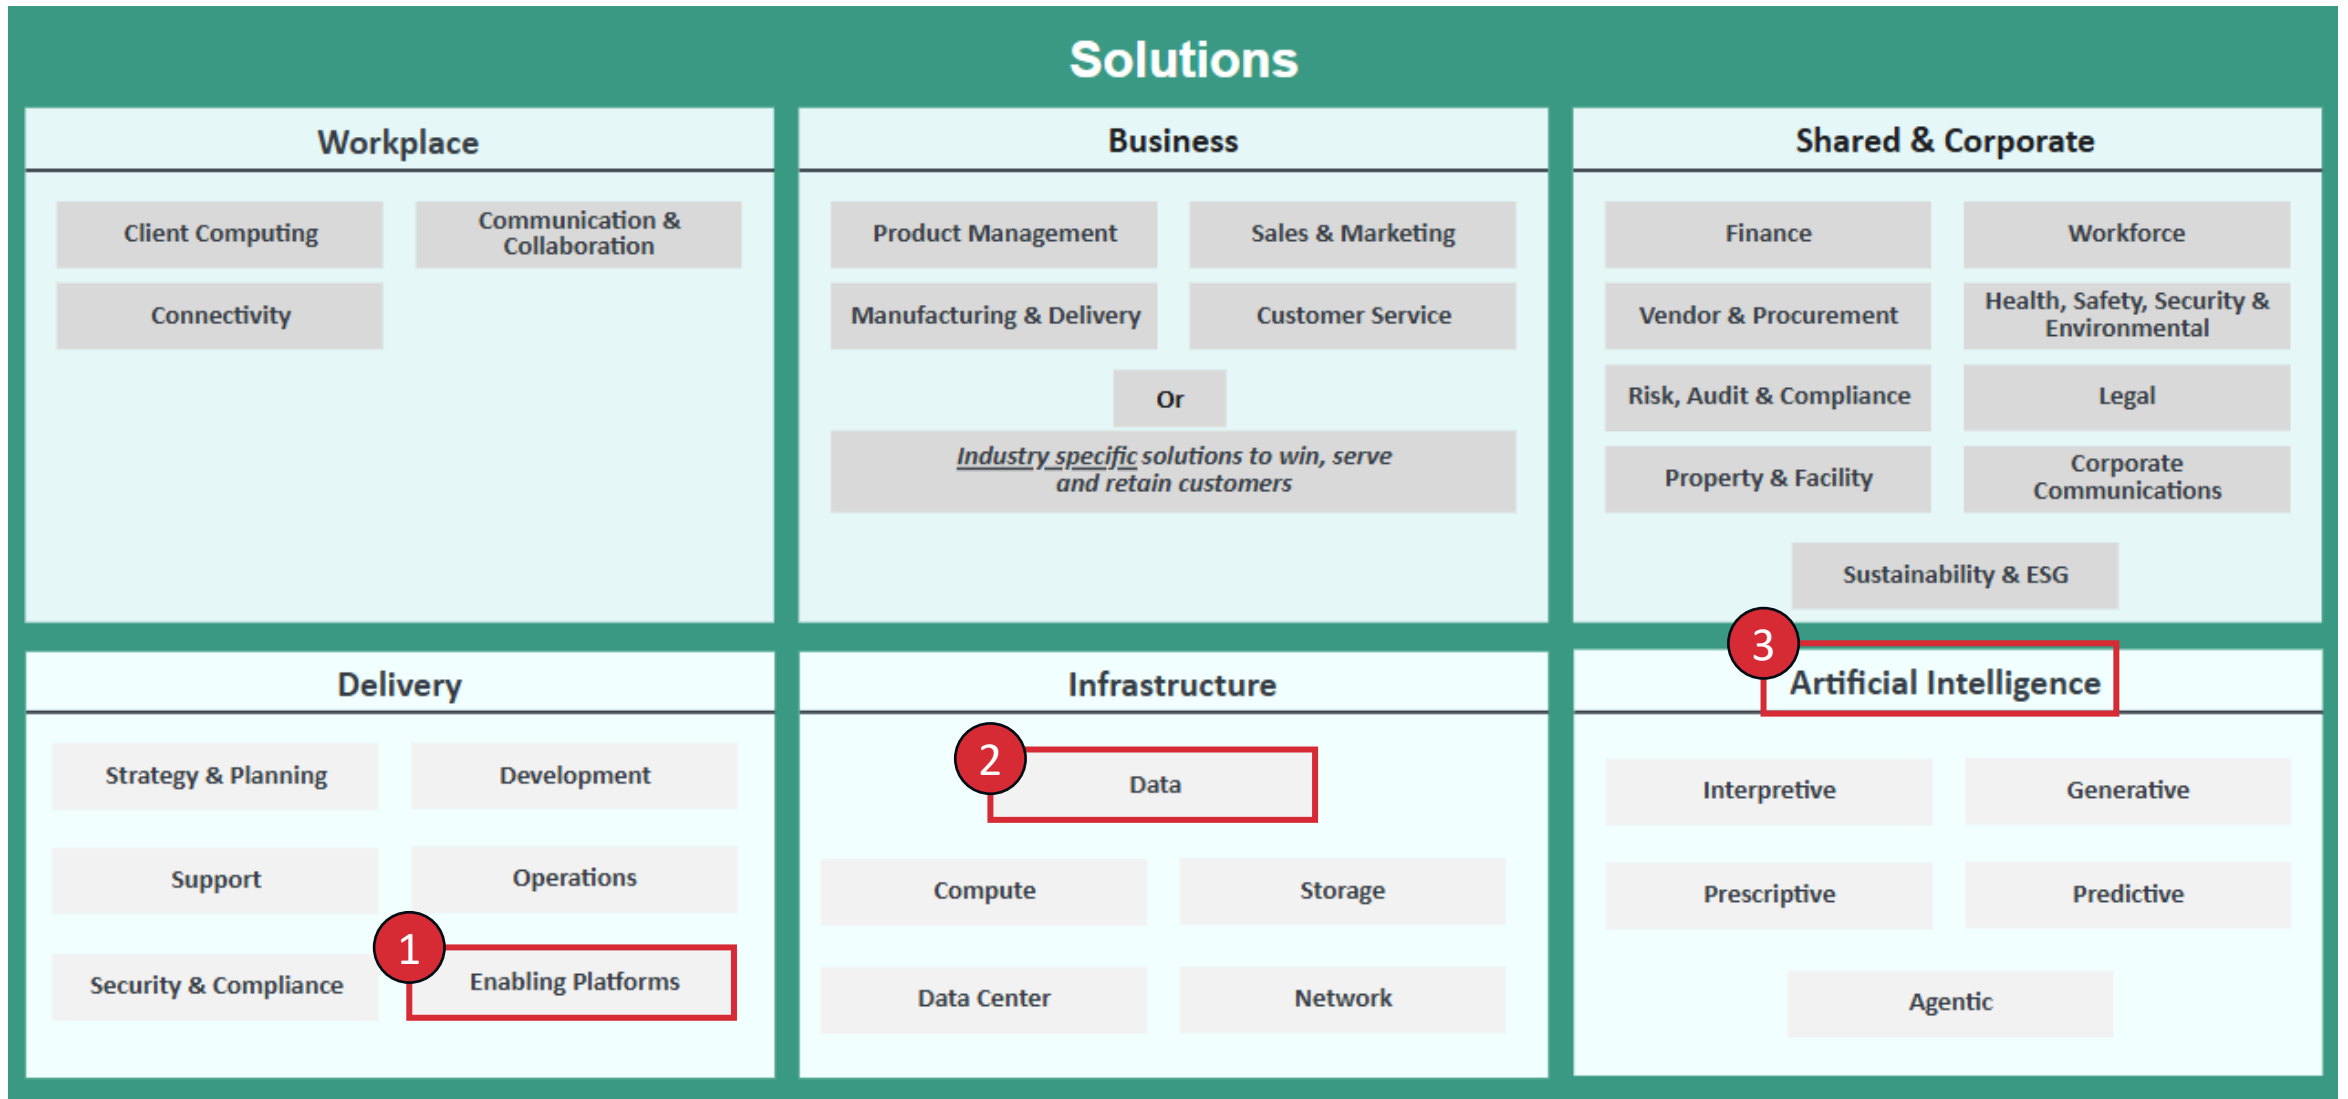 Solutions
Workplace
Client Computing
Communication &
Collaboration
Connectivity
Business
Product Management
Sales & Marketing
Manufacturing & Delivery
Customer Service
Or
Industry specific solutions to win, serve
and retain customers
Shared & Corporate
Finance
Workforce
Vendor & Procurement
Health, Safety, Security &
Environmental
Risk, Audit & Compliance
Legal
Property & Facility
Corporate
Communications
Sustainability & ESG
Delivery
Strategy & Planning
Development
Support
Operations
Security & Compliance
1
Enabling Platforms
Infrastructure
2
Data
Compute
Storage
Data Center
Network
3
Artificial Intelligence
Interpretive
Generative
Prescriptive
Predictive
Agentic